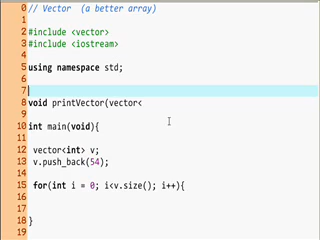 0 // Vector  (a better array)
1
2 #include <vector>
3 #include <iostream>
4
5 using namespace std;
6
7
8 void printVector(vector<
9
10 int main(void){
11
12  vector<int> v;
13  v.push_back(54);
14
15  for(int i = 0; i<v.size(); i++){
16
17
18 }
19